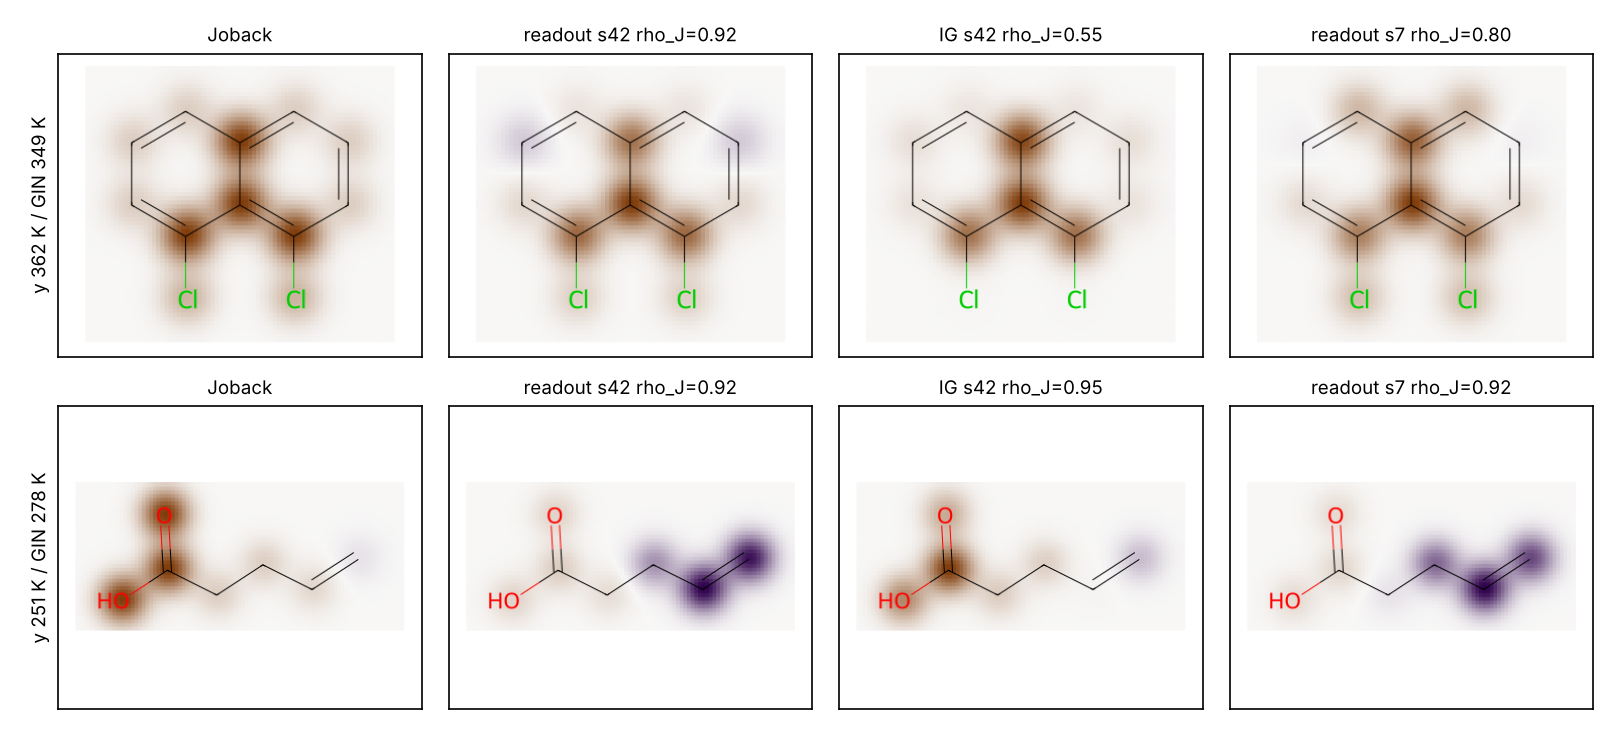 Joback
readout s42 rho_J=0.92
IG s42 rho_J=0.55
readout s7 rho_J=0.80
y 362 K / GIN 349 K
Cl Cl
Cl Cl
Cl Cl
Cl Cl
Joback
readout s42 rho_J=0.92
IG s42 rho_J=0.95
readout s7 rho_J=0.92
y 251 K / GIN 278 K
O
HO
O
HO
O
HO
O
HO